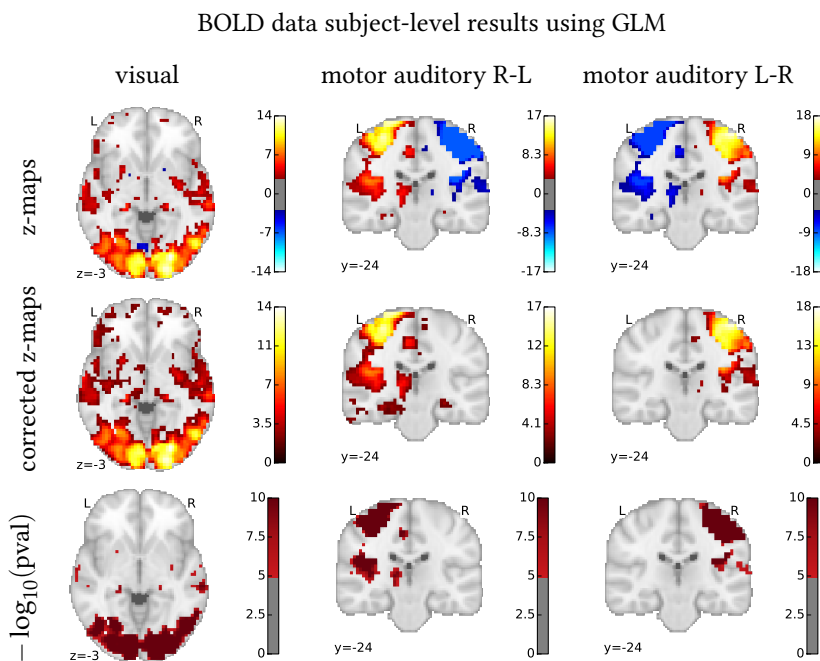 BOLD data subject-level results using GLM
visual
motor auditory R-L
motor auditory L-R
z-maps
L R
z=-3
14
7
0
-7
-14
L R
y=-24
17
8.3
0
-8.3
-17
L R
y=-24
18
9
0
-9
-18
corrected z-maps
L R
z=-3
14
11
7
3.5
0
L R
y=-24
17
12
8.3
4.1
0
L R
y=-24
18
13
9
4.5
0
− log₁₀(pval)
L R
z=-3
10
7.5
5
2.5
0
L R
y=-24
10
7.5
5
2.5
0
L R
y=-24
10
7.5
5
2.5
0